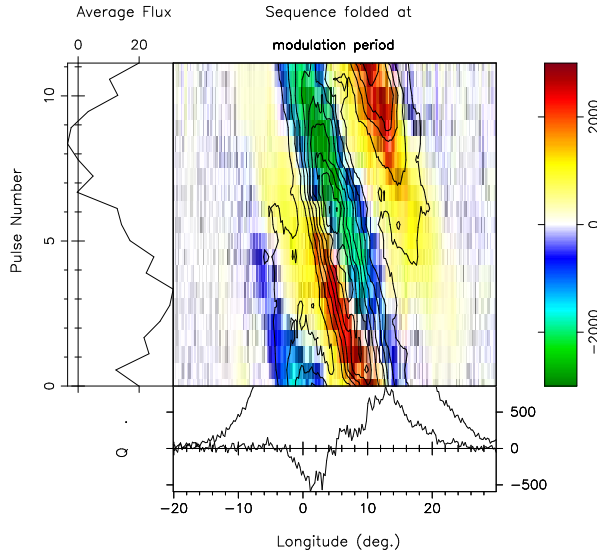 Average Flux
Sequence folded at
0 20
modulation period
Pulse Number
10
5
0
2000
0
−2000
Q .
500
0
−500
−20 −10 0 10 20
Longitude (deg.)